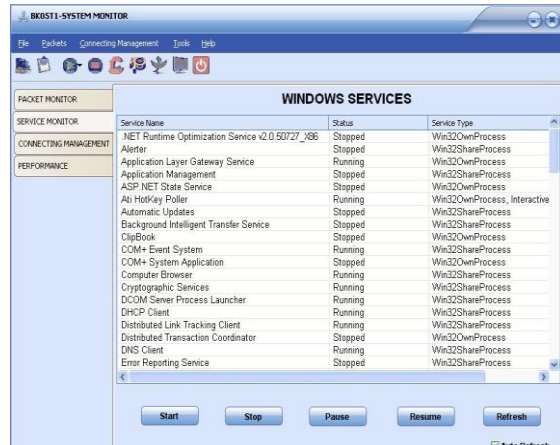 BK0ST1-SYSTEM MONITOR
File Packets Connecting Management Tools Help
PACKET MONITOR
SERVICE MONITOR
CONNECTING MANAGEMENT
PERFORMANCE
WINDOWS SERVICES
Service Name Status Service Type
.NET Runtime Optimization Service v2.0.50727_X86 Stopped Win32OwnProcess
Alerter Stopped Win32ShareProcess
Application Layer Gateway Service Running Win32OwnProcess
Application Management Stopped Win32ShareProcess
ASP.NET State Service Stopped Win32OwnProcess
Ati HotKey Poller Running Win32OwnProcess, Interactive
Automatic Updates Stopped Win32ShareProcess
Background Intelligent Transfer Service Stopped Win32ShareProcess
ClipBook Stopped Win32OwnProcess
COM+ Event System Running Win32ShareProcess
COM+ System Application Stopped Win32OwnProcess
Computer Browser Running Win32ShareProcess
Cryptographic Services Running Win32ShareProcess
DCOM Server Process Launcher Running Win32ShareProcess
DHCP Client Running Win32ShareProcess
Distributed Link Tracking Client Running Win32ShareProcess
Distributed Transaction Coordinator Stopped Win32OwnProcess
DNS Client Running Win32ShareProcess
Error Reporting Service Stopped Win32ShareProcess
Start Stop Pause Resume Refresh
Auto Refresh